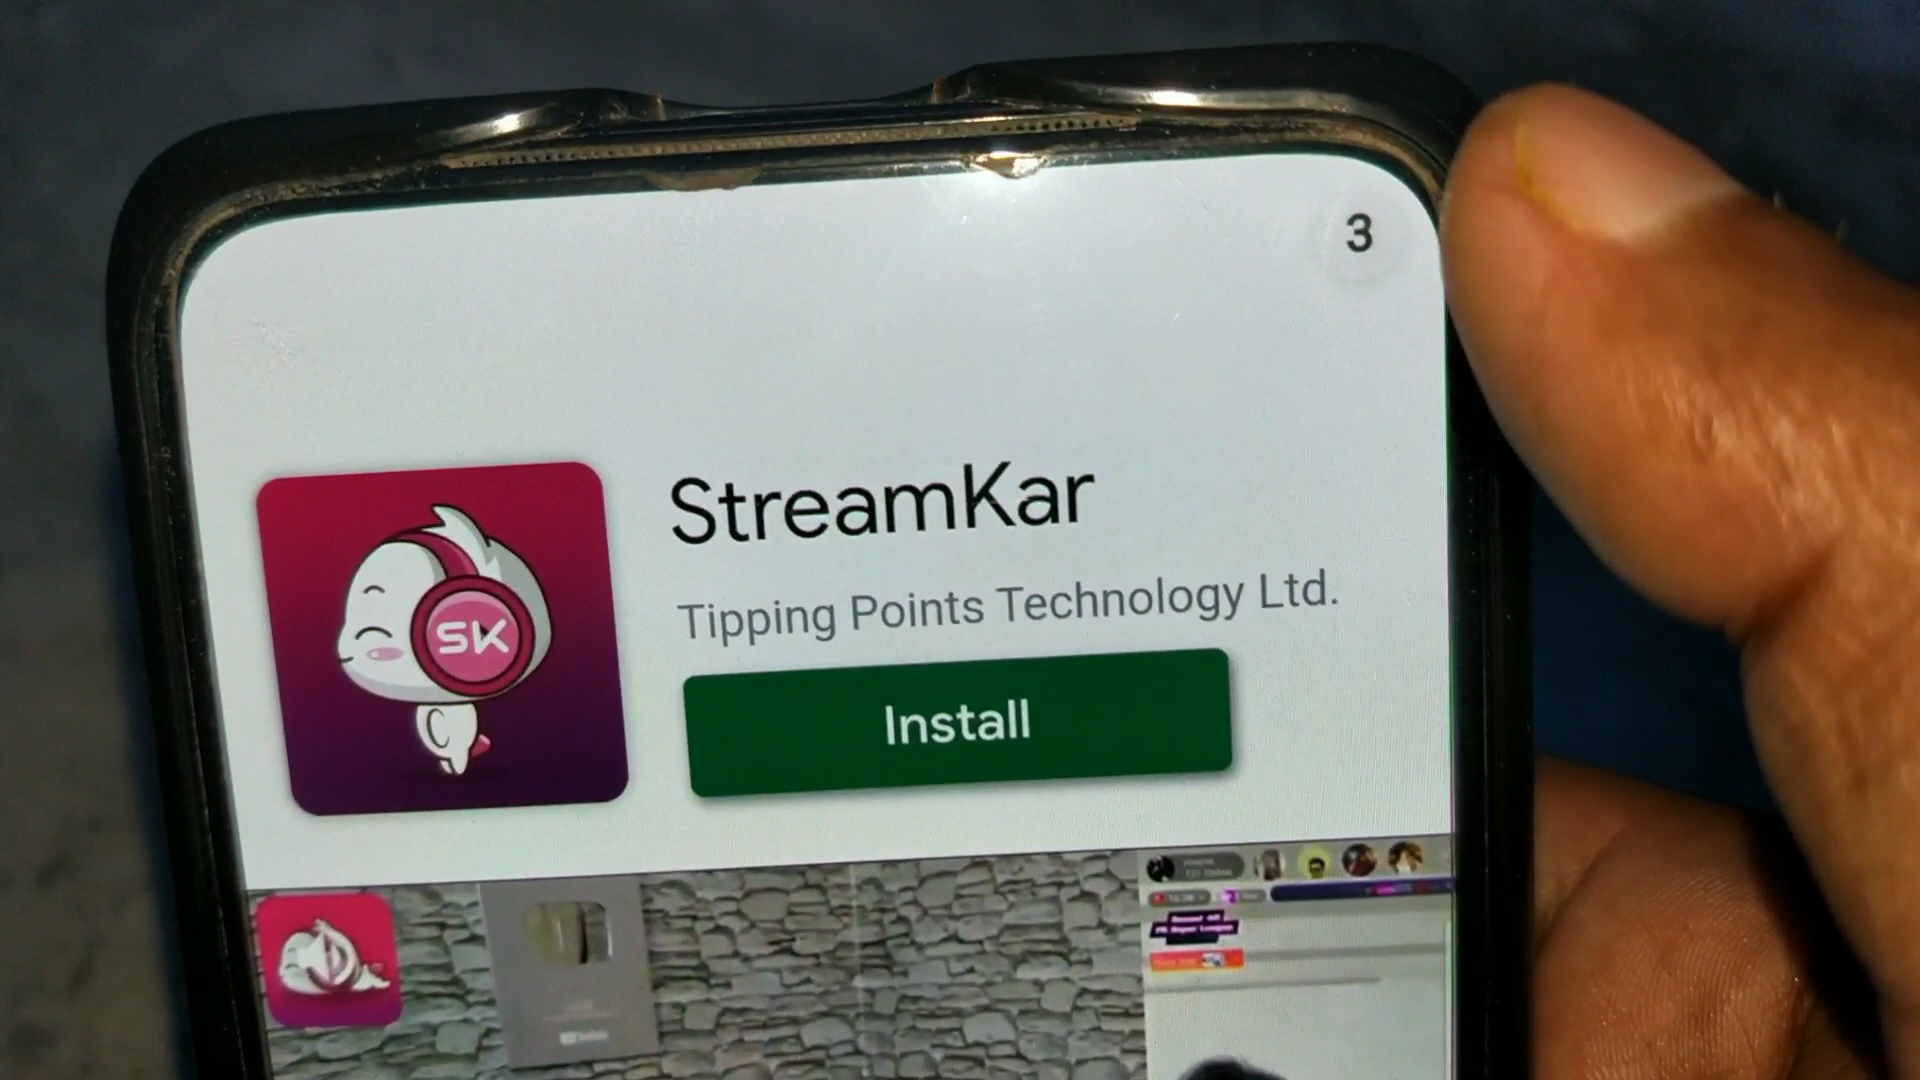 3
StreamKar
SK
Tipping Points Technology Ltd.
Install